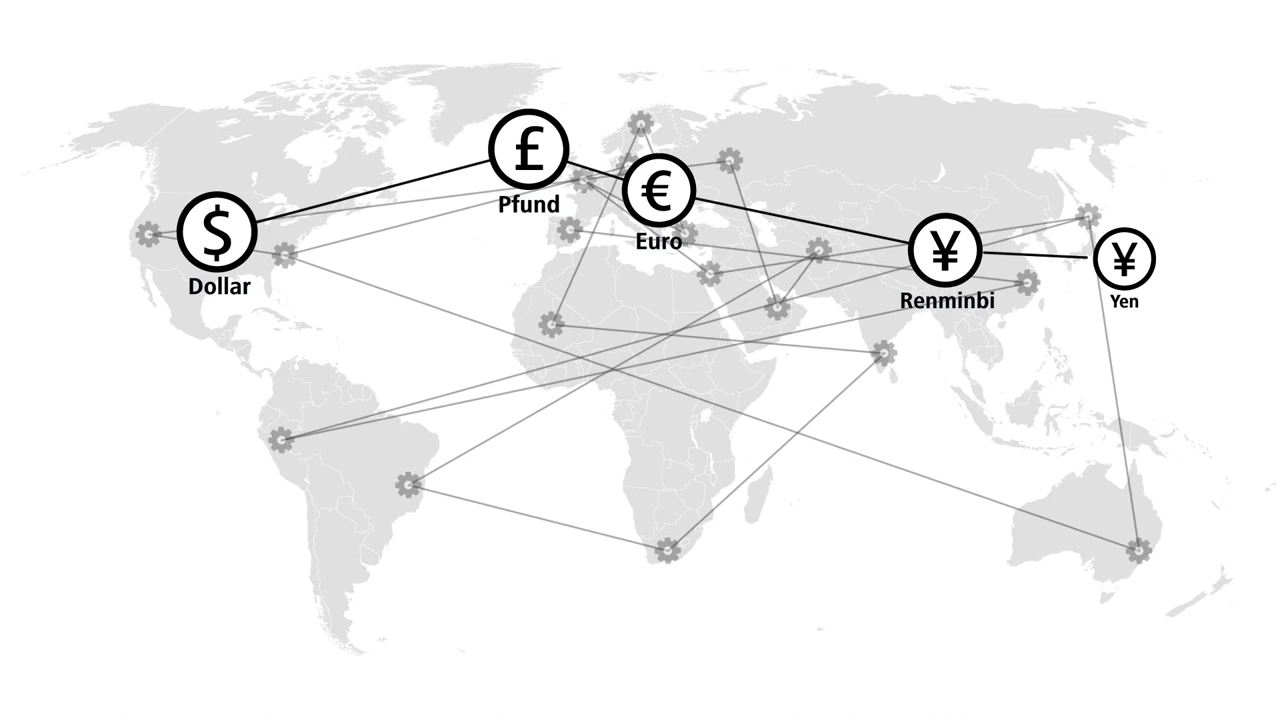 $
Dollar
£
Pfund
€
Euro
¥
Renminbi
¥
Yen